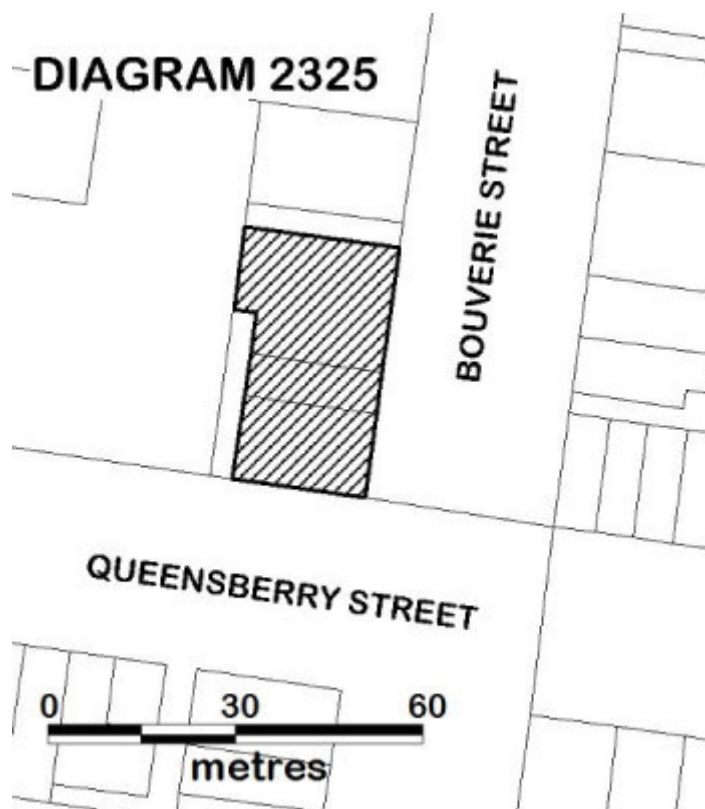 DIAGRAM 2325
BOUVERIE STREET
QUEENSBERRY STREET
0 30 60
metres